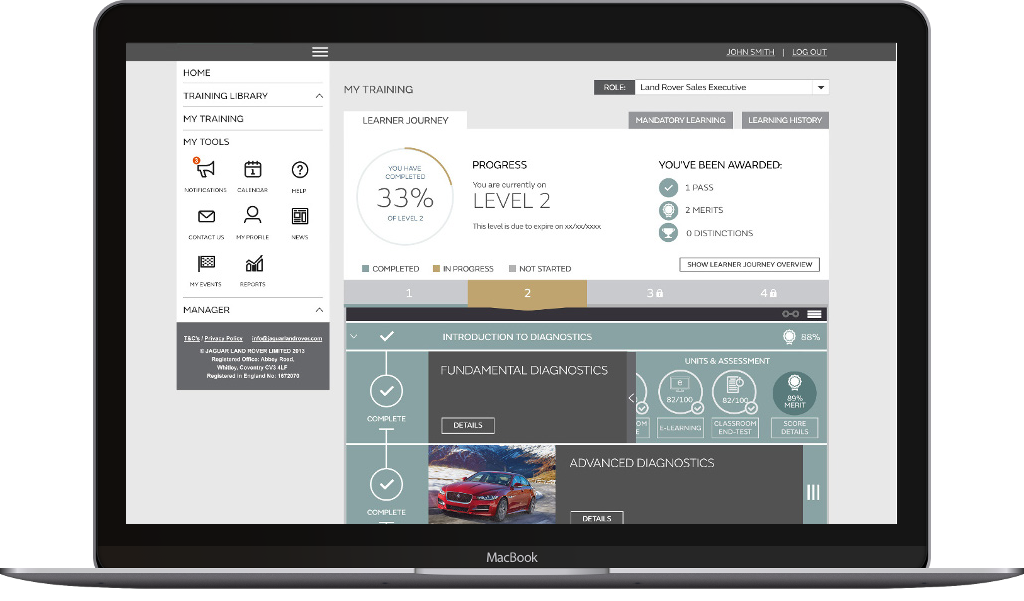 JOHN SMITH | LOG OUT
HOME
TRAINING LIBRARY
MY TRAINING
MY TOOLS
3
NOTIFICATIONS
1
CALENDAR
?
HELP
CONTACT US
MY PROFILE
NEWS
MY EVENTS
REPORTS
MANAGER
T&C's / Privacy Policy info@jaguarlandrover.com
© JAGUAR LAND ROVER LIMITED 2013
Registered Office: Abbey Road,
Whitley, Coventry CV3 4LF
Registered in England No: 1672070
MY TRAINING
ROLE: Land Rover Sales Executive
LEARNER JOURNEY
MANDATORY LEARNING
LEARNING HISTORY
YOU HAVE
COMPLETED
33%
OF LEVEL 2
PROGRESS
You are currently on
LEVEL 2
This level is due to expire on xx/xx/xxxx
YOU'VE BEEN AWARDED:
1 PASS
2 MERITS
0 DISTINCTIONS
COMPLETED
IN PROGRESS
NOT STARTED
SHOW LEARNER JOURNEY OVERVIEW
1
2
3
4
INTRODUCTION TO DIAGNOSTICS
88%
COMPLETE
FUNDAMENTAL DIAGNOSTICS
DETAILS
UNITS & ASSESSMENT
OM
E
e
82/100
E-LEARNING
82/100
CLASSROOM
END-TEST
89%
MERIT
SCORE
DETAILS
COMPLETE
ADVANCED DIAGNOSTICS
DETAILS
MacBook